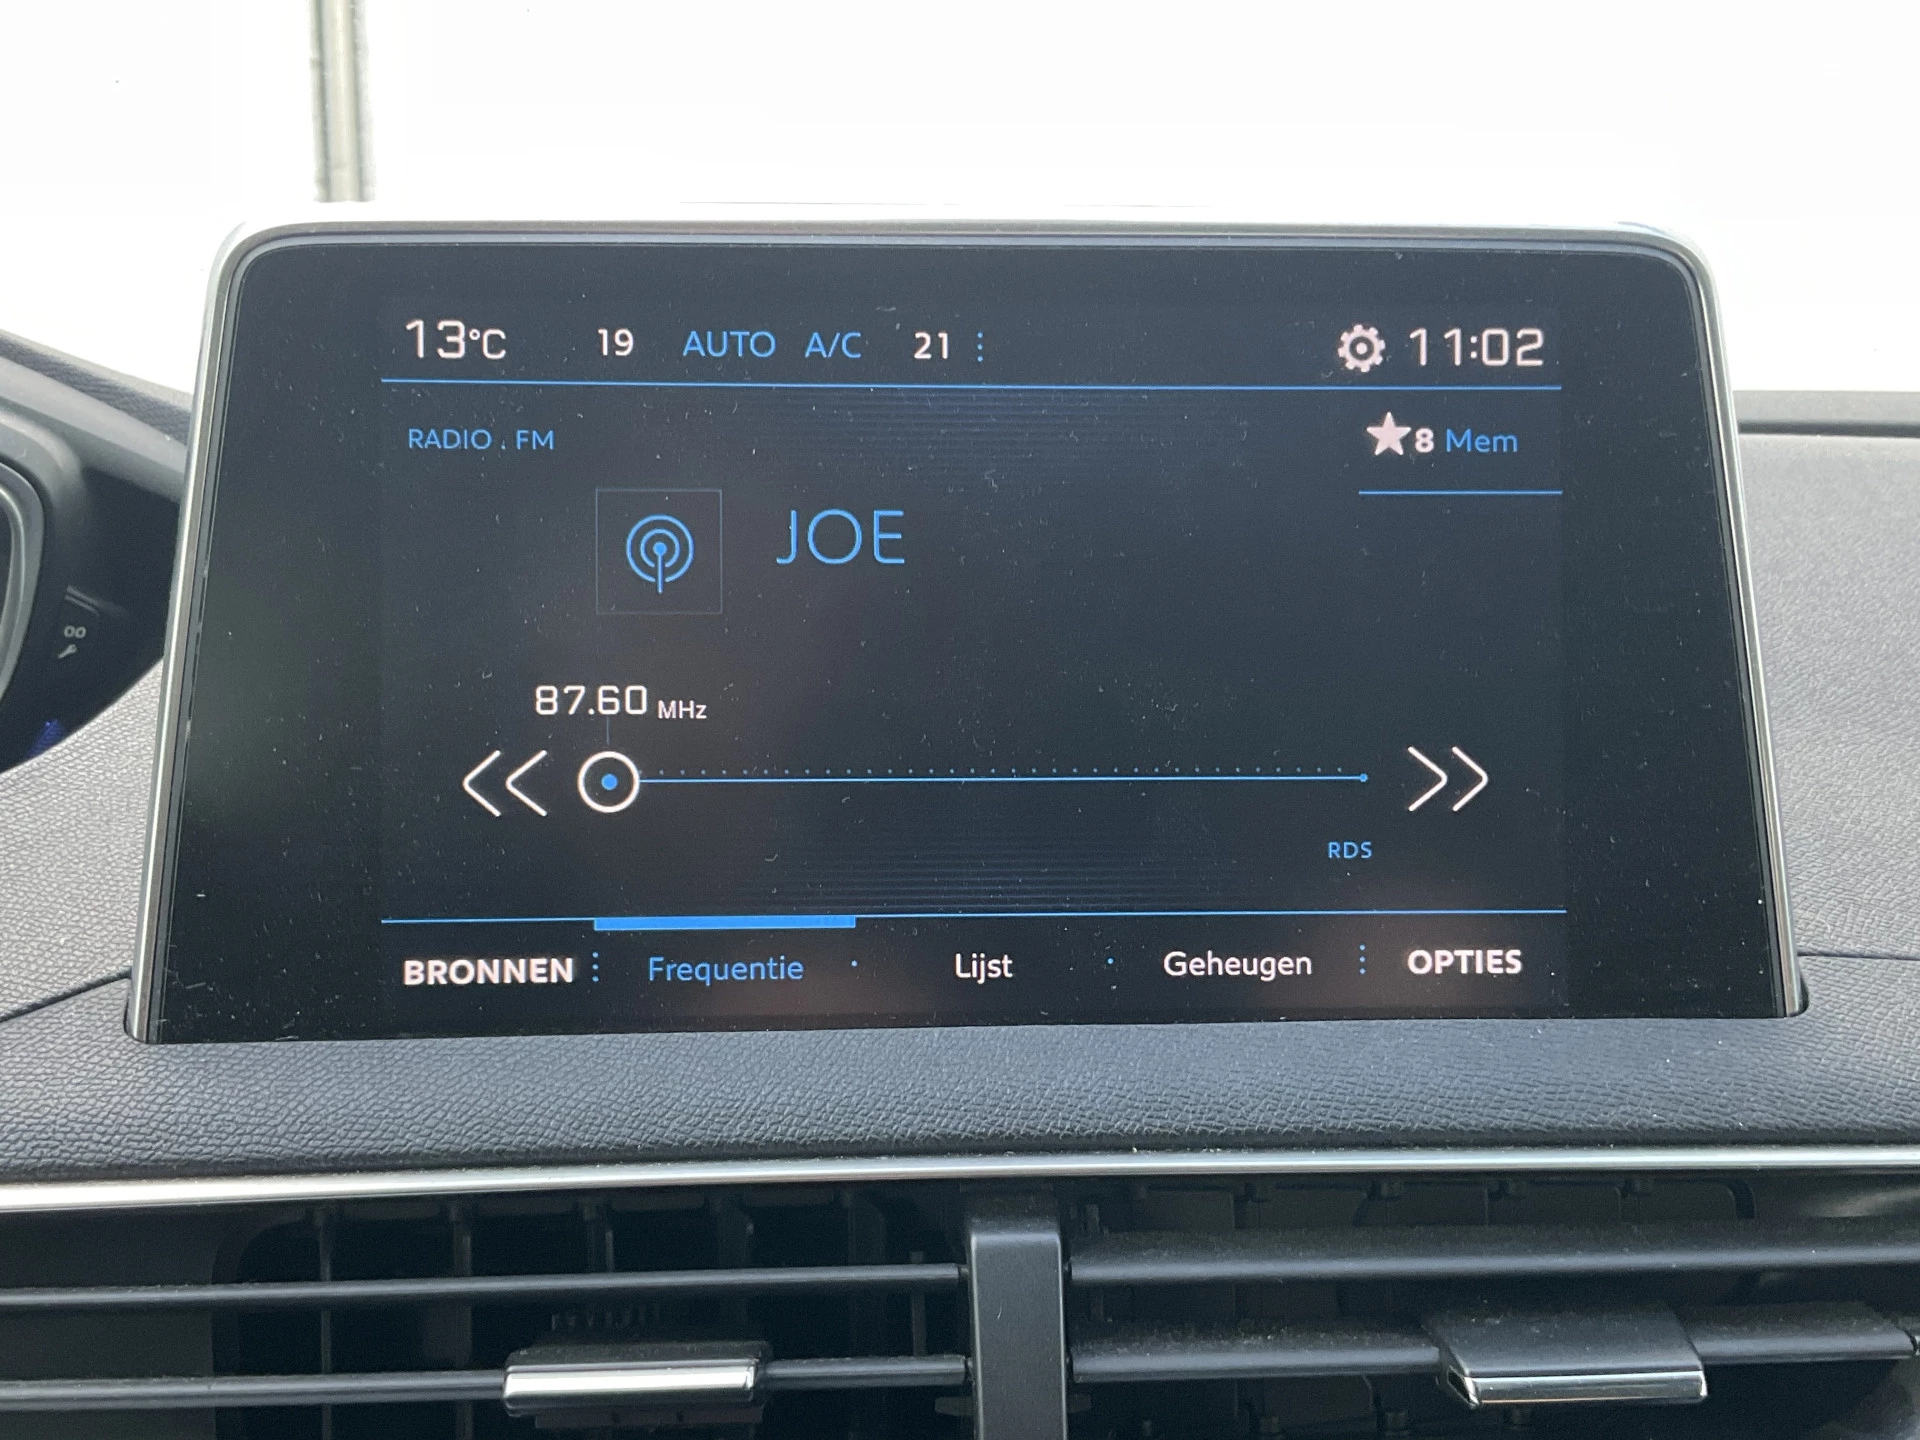 13°C 19 AUTO A/C 21 11:02
RADIO . FM 8 Mem
JOE
87.60 MHz
RDS
BRONNEN Frequentie Lijst Geheugen OPTIES